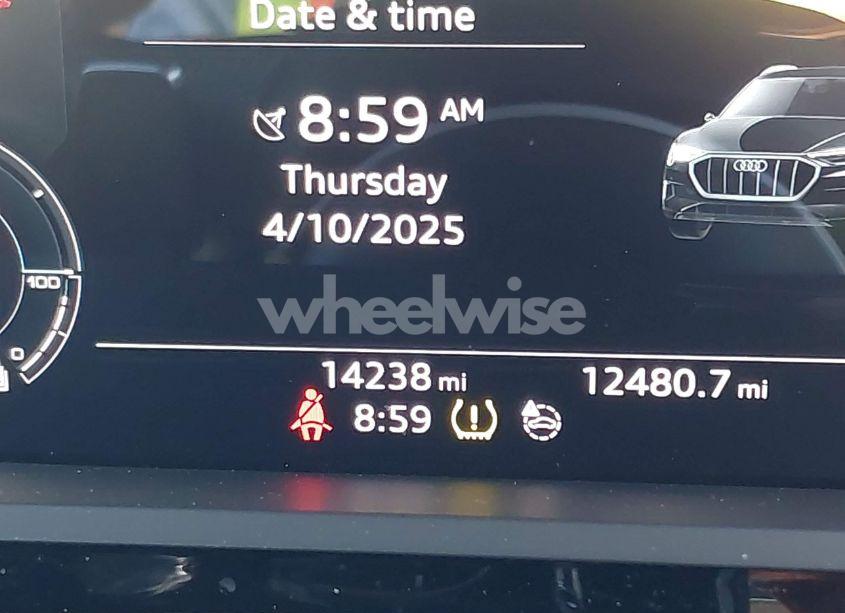 Date & time
8:59 AM
Thursday
4/10/2025
100
wheelwise
0
14238 mi
12480.7 mi
8:59